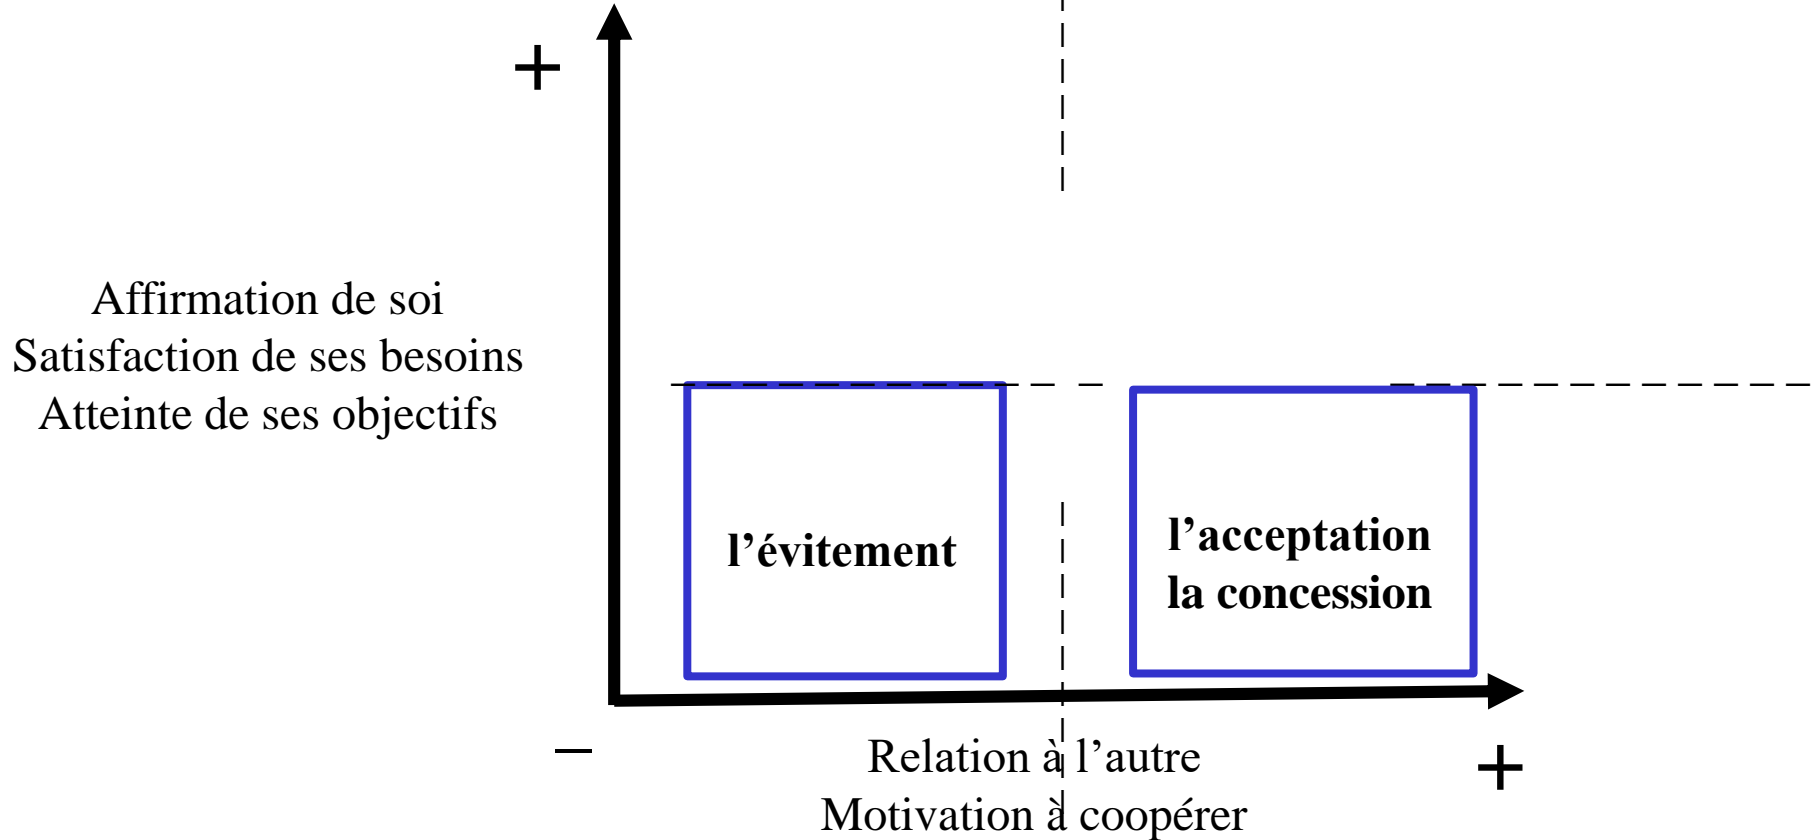 +
Affirmation de soi
Satisfaction de ses besoins
Atteinte de ses objectifs
l’évitement
l’acceptation
la concession
–
Relation à l’autre
Motivation à coopérer
+